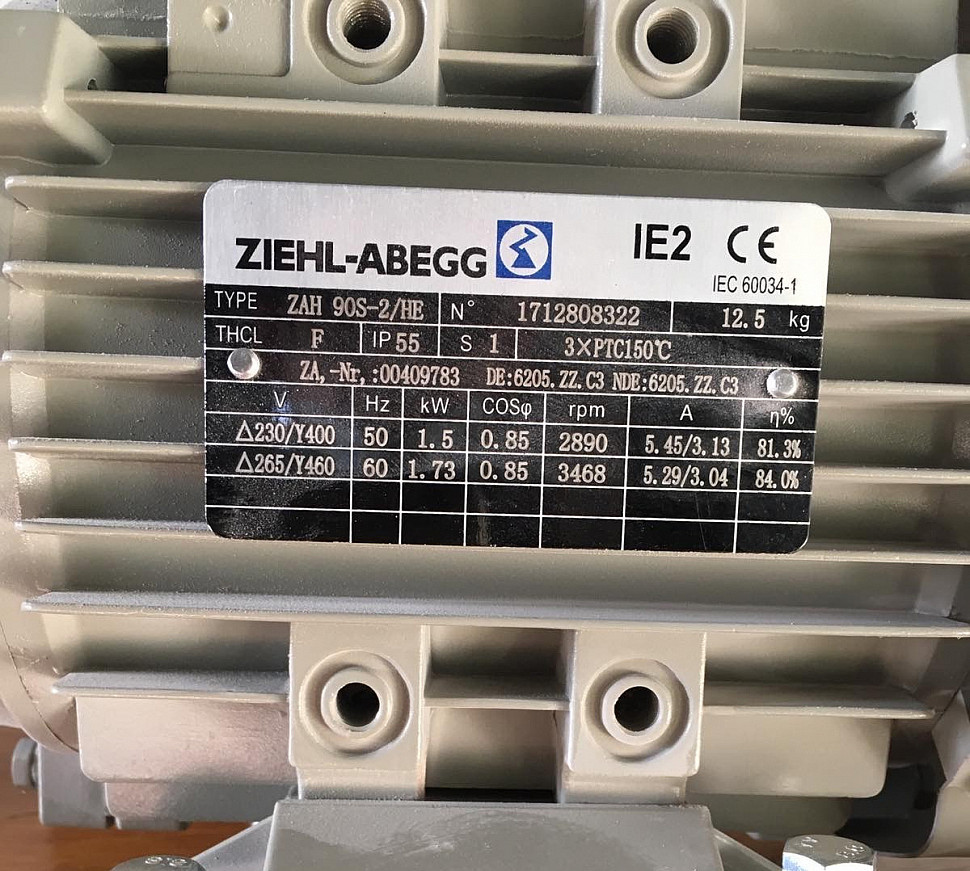 ZIEHL-ABEGG IE2 CE
IEC 60034-1
TYPE ZAH 90S-2/HE N° 1712808322 12.5 kg
THCL F IP 55 S 1 3XPTC150℃
ZA,-Nr,:00409783 DE:6205.ZZ.C3 NDE:6205.ZZ.C3
V Hz kW COSφ rpm A η%
△230/Y400 50 1.5 0.85 2890 5.45/3.13 81.3%
△265/Y460 60 1.73 0.85 3468 5.29/3.04 84.0%